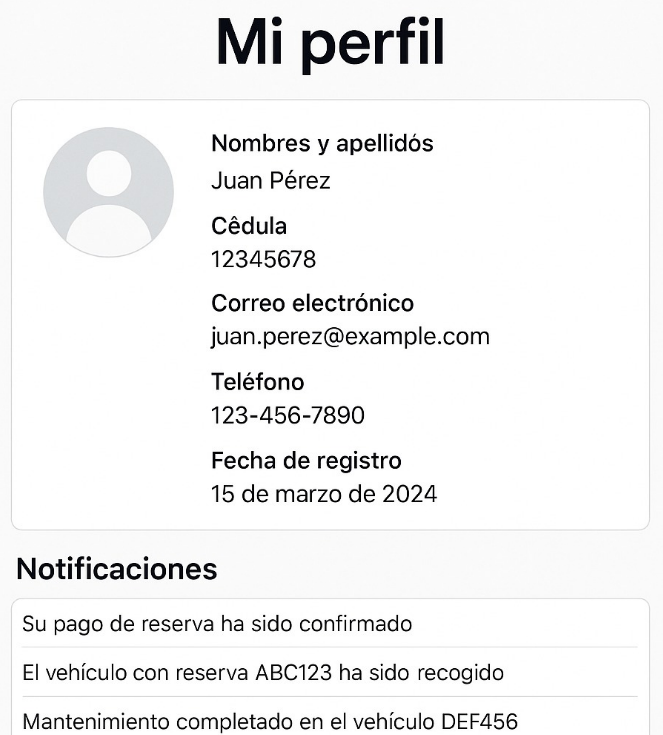 Mi perfil
Nombres y apellidós
Juan Pérez
Cêdula
12345678
Correo electrónico
juan.perez@example.com
Teléfono
123-456-7890
Fecha de registro
15 de marzo de 2024
Notificaciones
Su pago de reserva ha sido confirmado
El vehículo con reserva ABC123 ha sido recogido
Mantenimiento completado en el vehículo DEF456